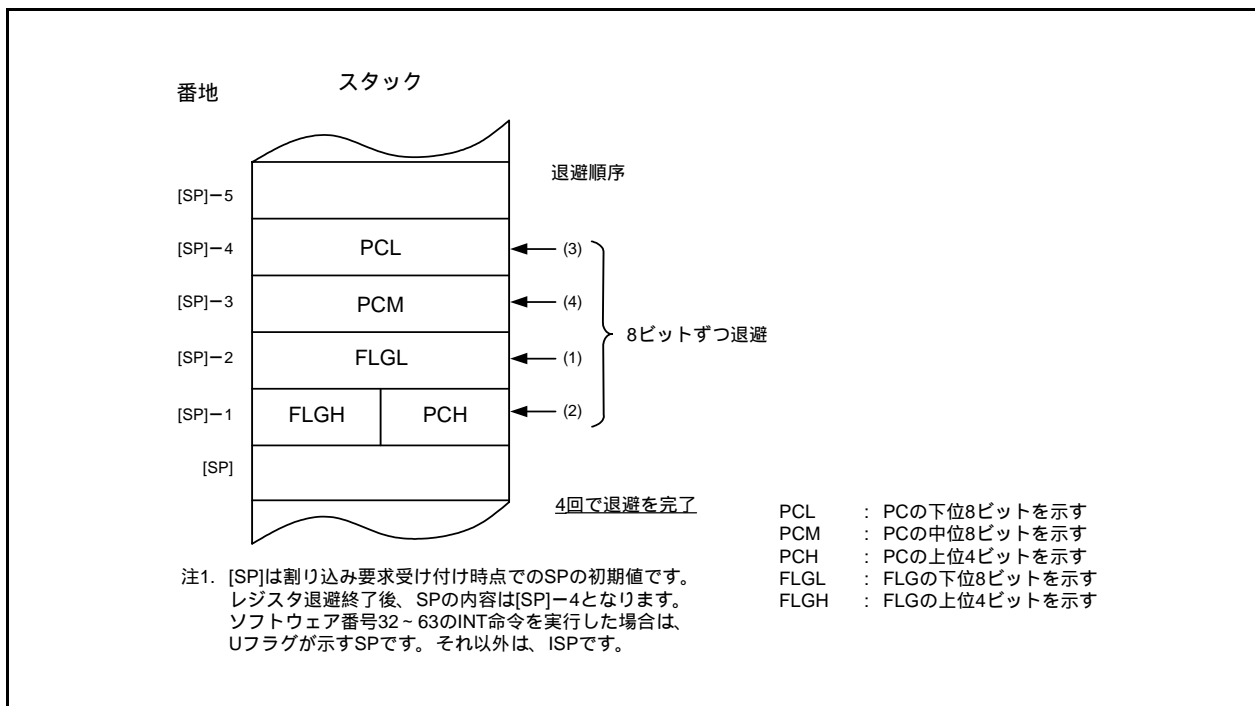 番地
スタック
退避順序
[SP]-5
[SP]-4 PCL (3)
[SP]-3 PCM (4)
8ビットずつ退避
[SP]-2 FLGL (1)
[SP]-1 FLGH PCH (2)
[SP]
4回で退避を完了
PCL : PCの下位8ビットを示す
PCM : PCの中位8ビットを示す
PCH : PCの上位4ビットを示す
FLGL : FLGの下位8ビットを示す
FLGH : FLGの上位4ビットを示す
注1. [SP]は割り込み要求受け付け時点でのSPの初期値です。
レジスタ退避終了後、SPの内容は[SP]-4となります。
ソフトウェア番号32~63のINT命令を実行した場合は、
Uフラグが示すSPです。それ以外は、ISPです。